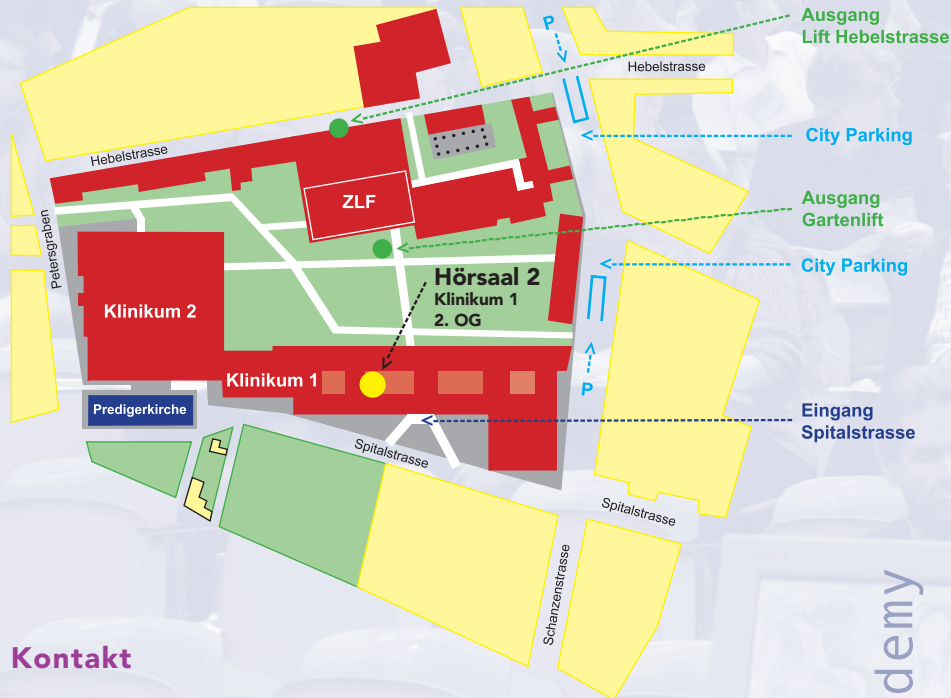 Ausgang
Lift Hebelstrasse
P
Hebelstrasse
City Parking
Hebelstrasse
ZLF
Ausgang
Gartenlift
Petersgraben
City Parking
Hörsaal 2
Klinikum 1
2. OG
Klinikum 2
Klinikum 1
P
Predigerkirche
Eingang
Spitalstrasse
Spitalstrasse
Spitalstrasse
Schanzenstrasse
demy
Kontakt